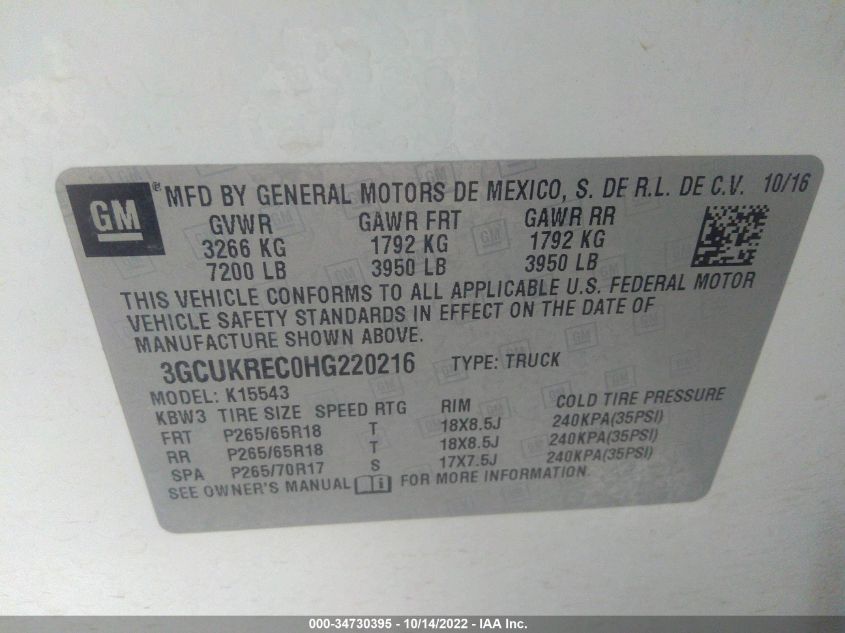 GM ® MFD BY GENERAL MOTORS DE MEXICO, S. DE R.L. DE C.V. 10/16
GVWR GAWR FRT GAWR RR
3266 KG 1792 KG 1792 KG
7200 LB 3950 LB 3950 LB
THIS VEHICLE CONFORMS TO ALL APPLICABLE U.S. FEDERAL MOTOR
VEHICLE SAFETY STANDARDS IN EFFECT ON THE DATE OF
MANUFACTURE SHOWN ABOVE.
3GCUKREC0HG220216 TYPE: TRUCK
MODEL: K15543
KBW3 TIRE SIZE SPEED RTG RIM COLD TIRE PRESSURE
FRT P265/65R18 T 18X8.5J 240KPA(35PSI)
RR P265/65R18 T 18X8.5J 240KPA(35PSI)
SPA P265/70R17 S 17X7.5J 240KPA(35PSI)
SEE OWNER'S MANUAL FOR MORE INFORMATION.
000-34730395 - 10/14/2022 - IAA Inc.